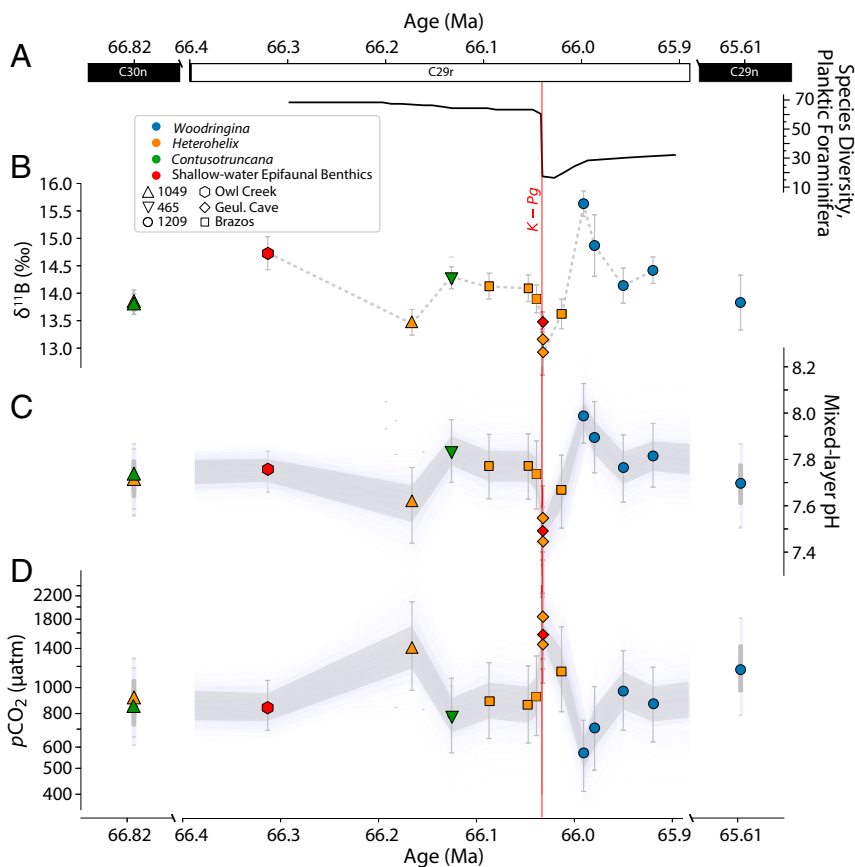 Age (Ma)
66.82 66.4 66.3 66.2 66.1 66.0 65.9 65.61
A
C30n C29r C29n
70
50
30
10
Species Diversity,
Planktic Foraminifera
Woodringina
Heterohelix
Contusotruncana
Shallow-water Epifaunal Benthics
1049 Owl Creek
465 Geul. Cave
1209 Brazos
K – Pg
B
16.0
15.5
15.0
14.5
14.0
13.5
13.0
δ¹¹B (‰)
C
8.2
8.0
7.8
7.6
7.4
Mixed-layer pH
D
2200
1800
1400
1000
800
600
500
400
pCO₂ (μatm)
66.82 66.4 66.3 66.2 66.1 66.0 65.9 65.61
Age (Ma)